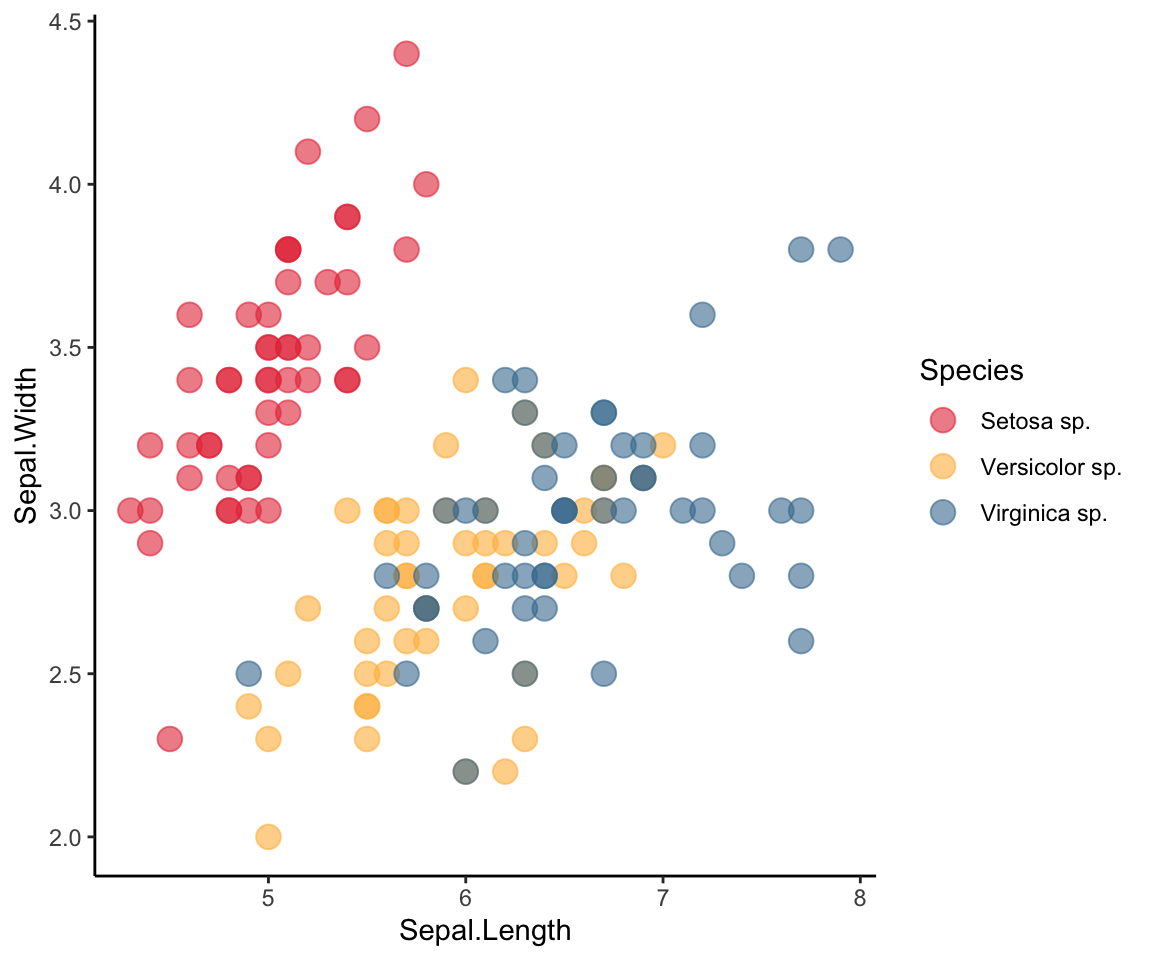 4.5
4.0
3.5
3.0
2.5
2.0
Sepal.Width
5 6 7 8
Sepal.Length
Species
Setosa sp.
Versicolor sp.
Virginica sp.